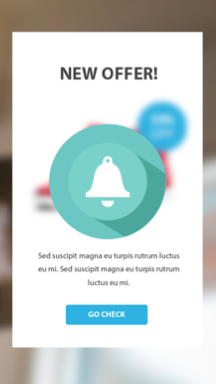 NEW OFFER!
Sed suscipit magna eu turpis rutrum luctus
eu mi. Sed suscipit magna eu turpis rutrum
luctus eu mi.
GO CHECK